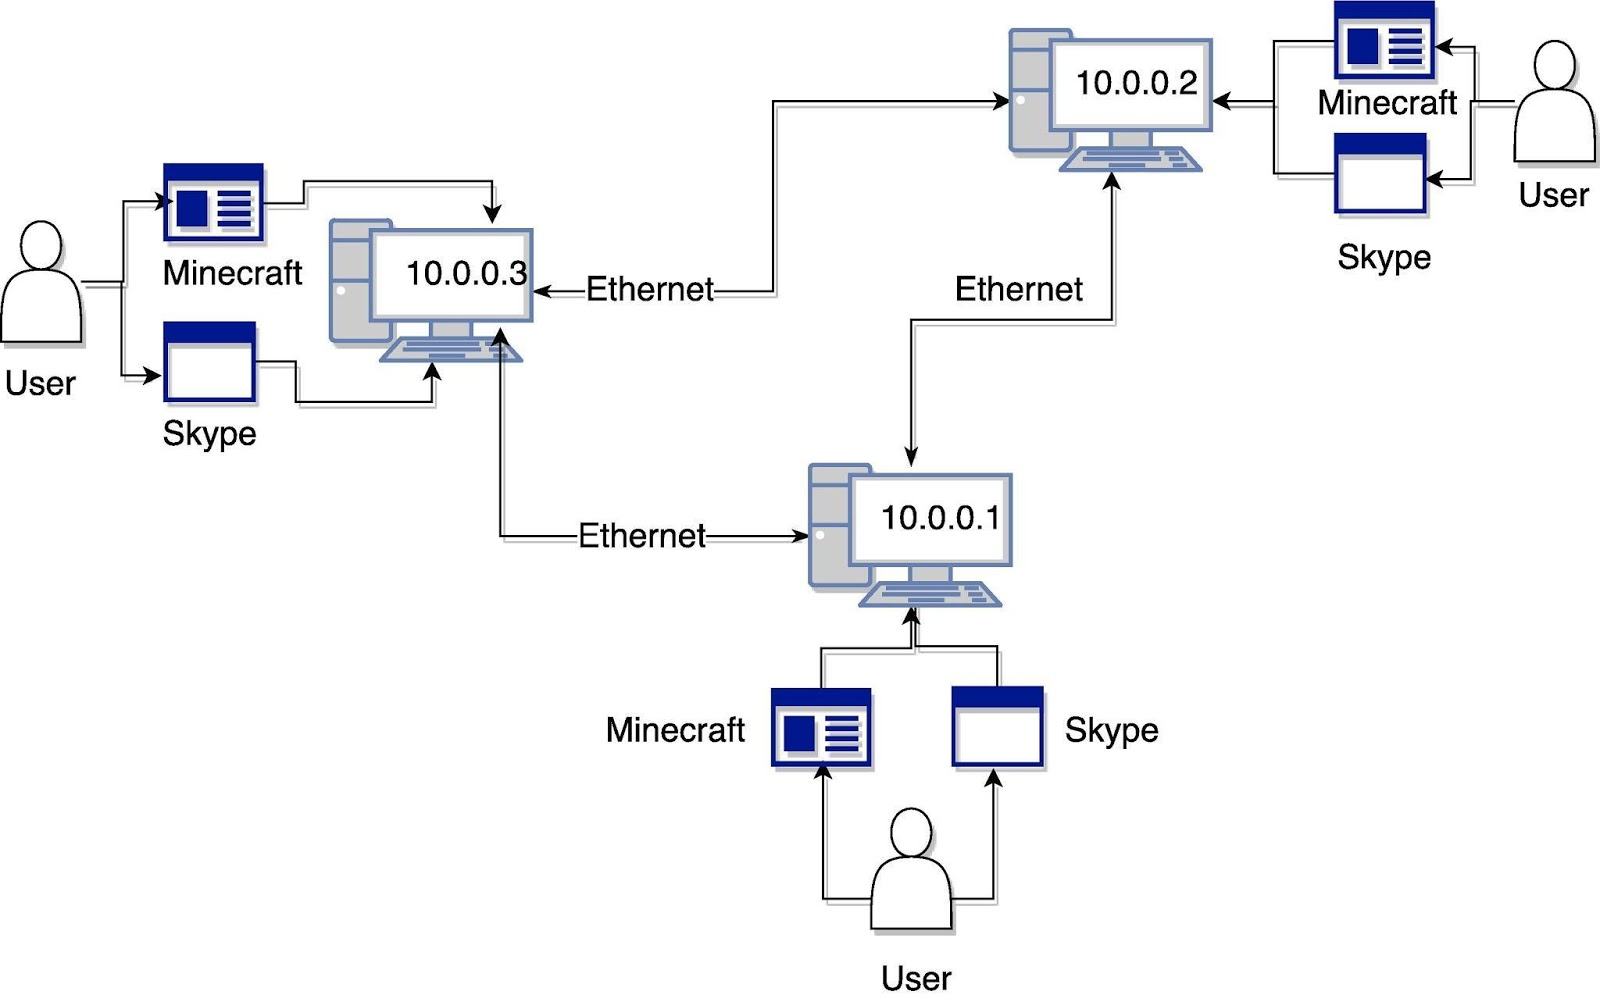 10.0.0.2
Minecraft
User
Skype
Minecraft
10.0.0.3
User
Skype
Ethernet
Ethernet
10.0.0.1
Ethernet
Minecraft
Skype
User